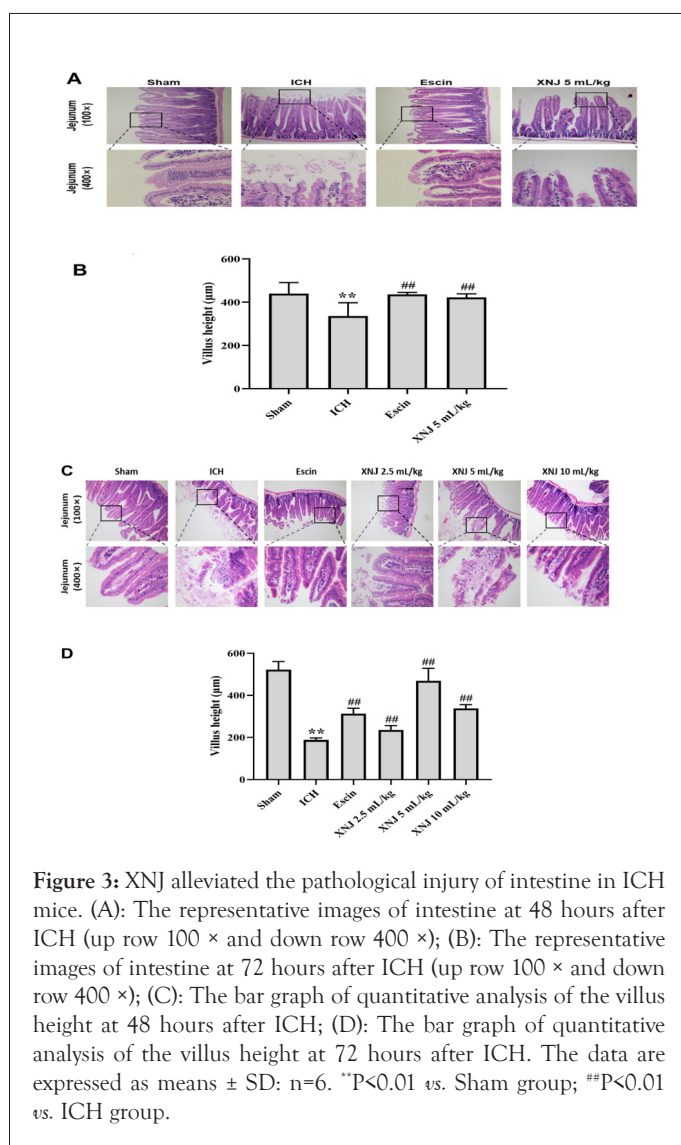 A
Sham ICH Escin XNJ 5 mL/kg
Jejunum (100×)
Jejunum (400×)
B
Villus height (μm)
600
400
200
0
** ## ##
Sham ICH Escin XNJ 5 mL/kg
C
Sham ICH Escin XNJ 2.5 mL/kg XNJ 5 mL/kg XNJ 10 mL/kg
Jejunum (100×)
Jejunum (400×)
D
Villus height (μm)
600
400
200
0
** ## ## ## ##
Sham ICH Escin XNJ 2.5 mL/kg XNJ 5 mL/kg XNJ 10 mL/kg
Figure 3: XNJ alleviated the pathological injury of intestine in ICH
mice. (A): The representative images of intestine at 48 hours after
ICH (up row 100 × and down row 400 ×); (B): The representative
images of intestine at 72 hours after ICH (up row 100 × and down
row 400 ×); (C): The bar graph of quantitative analysis of the villus
height at 48 hours after ICH; (D): The bar graph of quantitative
analysis of the villus height at 72 hours after ICH. The data are
expressed as means ± SD: n=6. **P<0.01 vs. Sham group; ##P<0.01
vs. ICH group.